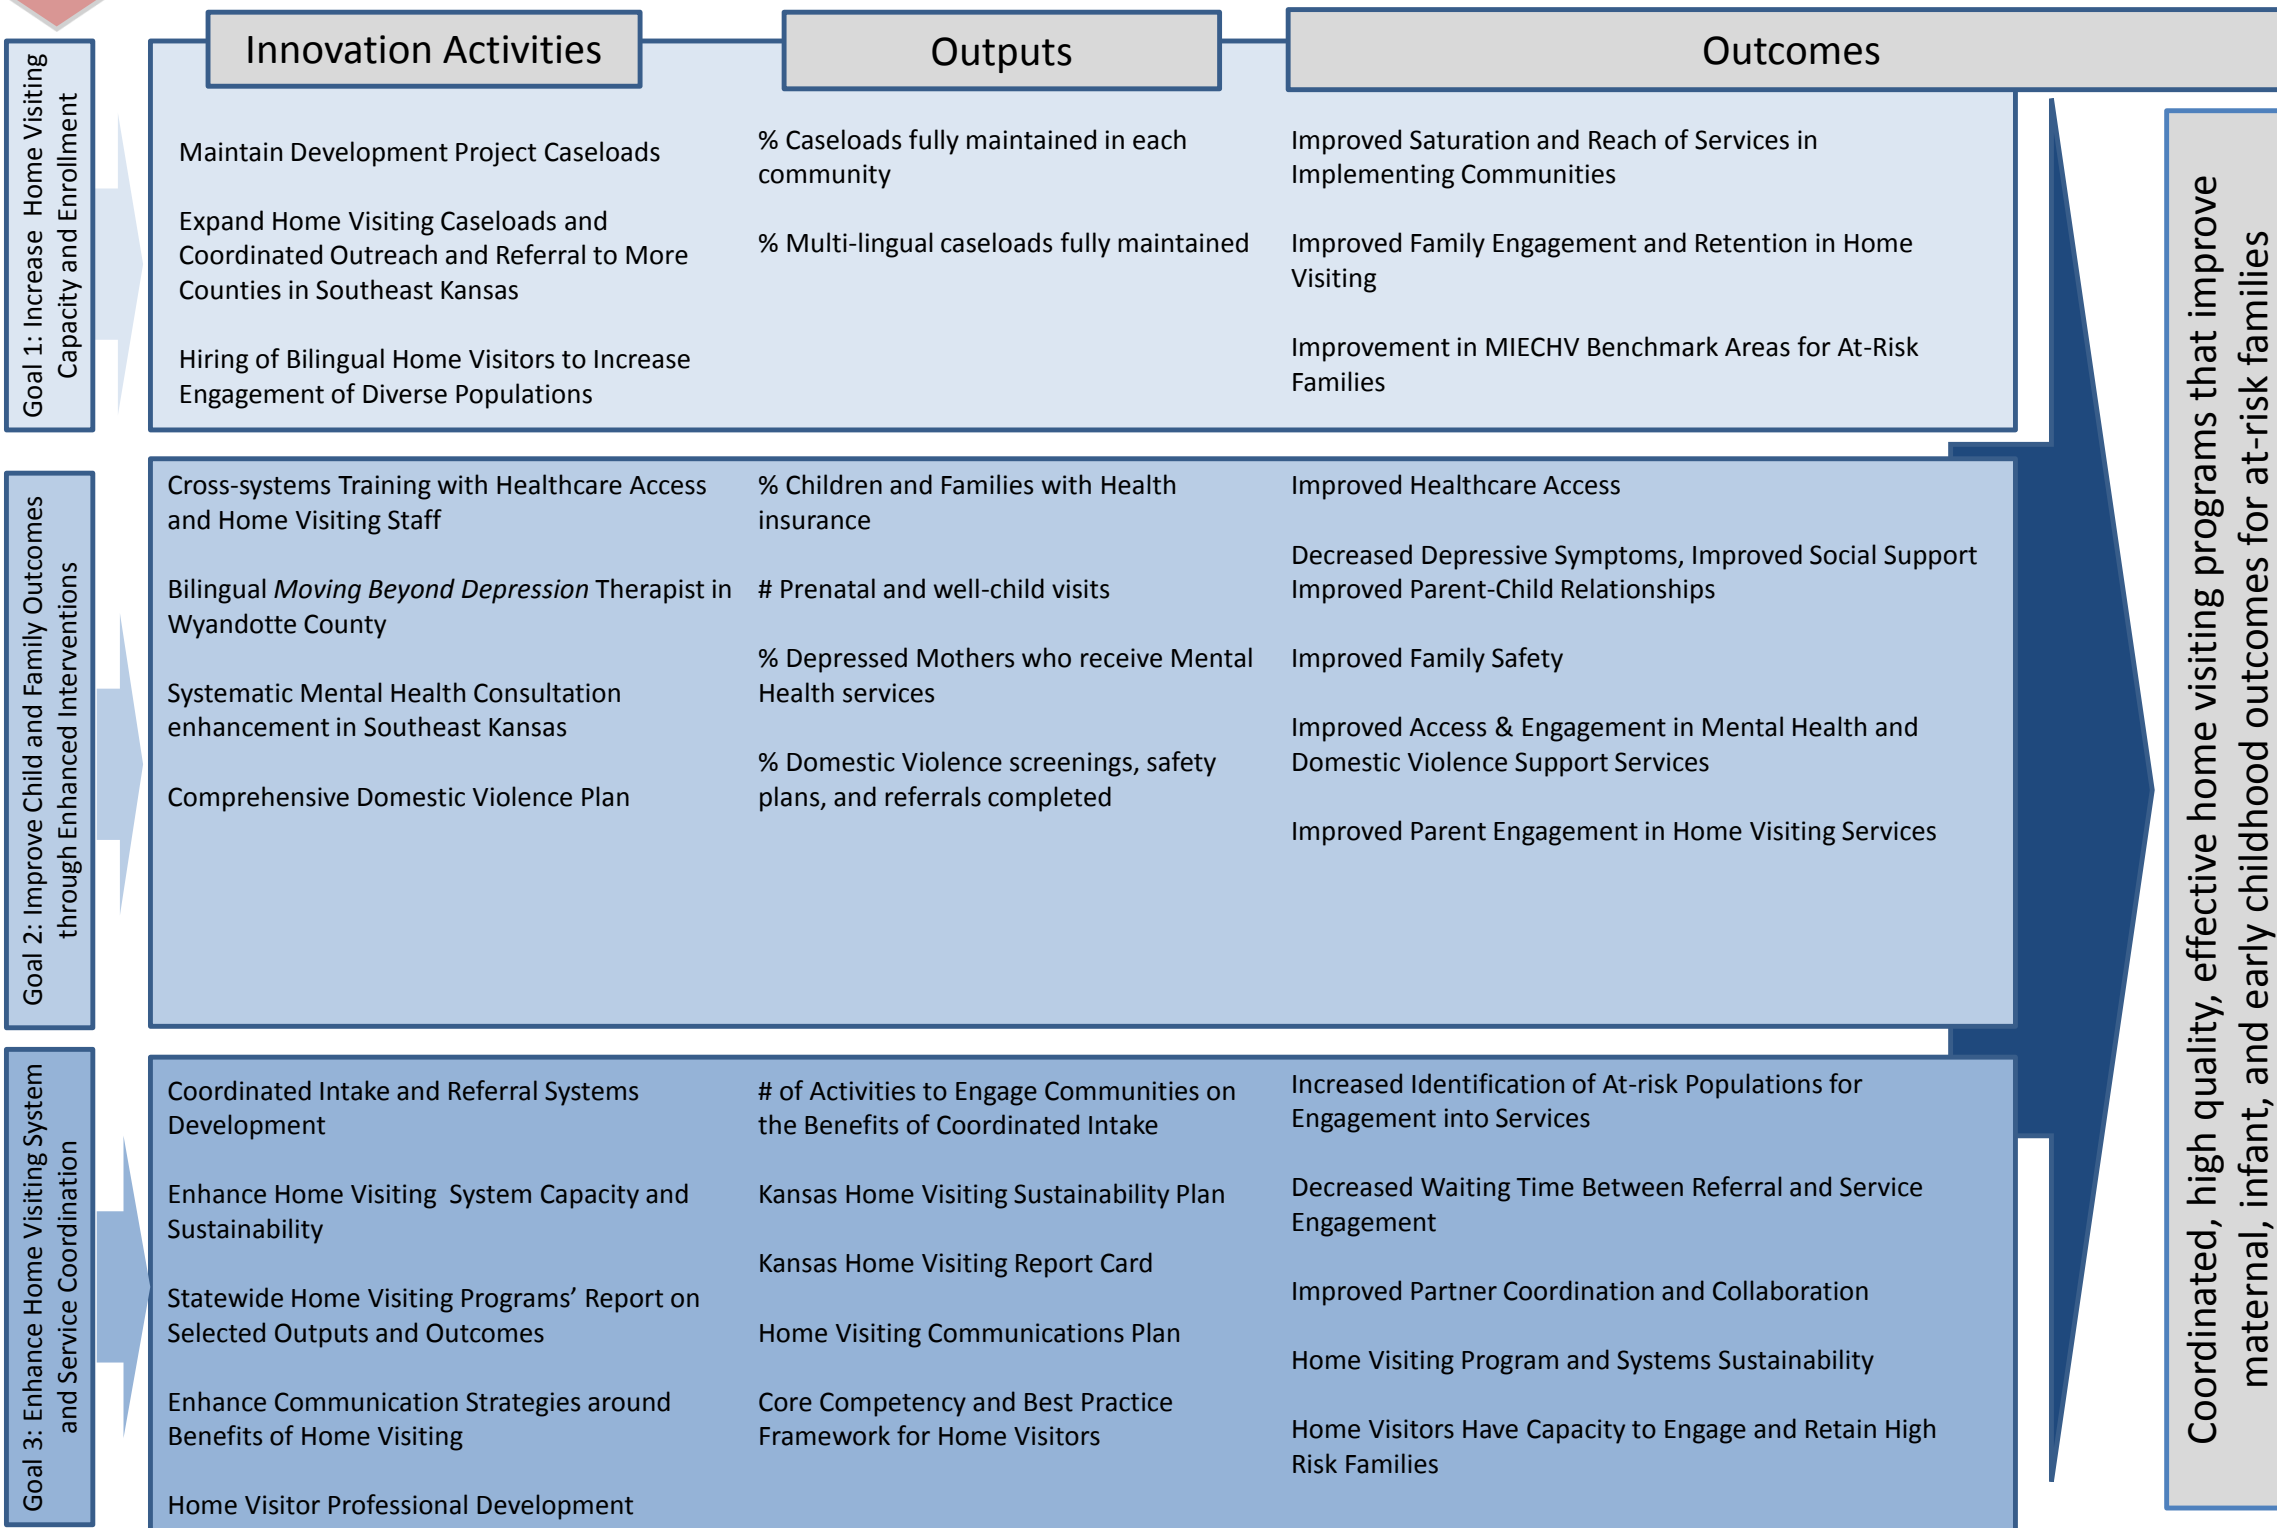 Innovation Activities
Outputs
Outcomes
Goal 1: Increase  Home Visiting
Capacity and Enrollment
Maintain Development Project Caseloads
Expand Home Visiting Caseloads and
Coordinated Outreach and Referral to More
Counties in Southeast Kansas
Hiring of Bilingual Home Visitors to Increase
Engagement of Diverse Populations
% Caseloads fully maintained in each
community
% Multi-lingual caseloads fully maintained
Improved Saturation and Reach of Services in
Implementing Communities
Improved Family Engagement and Retention in Home
Visiting
Improvement in MIECHV Benchmark Areas for At-Risk
Families
Goal 2: Improve Child and Family Outcomes
through Enhanced Interventions
Cross-systems Training with Healthcare Access
and Home Visiting Staff
Bilingual Moving Beyond Depression Therapist in
Wyandotte County
Systematic Mental Health Consultation
enhancement in Southeast Kansas
Comprehensive Domestic Violence Plan
% Children and Families with Health
insurance
# Prenatal and well-child visits
% Depressed Mothers who receive Mental
Health services
% Domestic Violence screenings, safety
plans, and referrals completed
Improved Healthcare Access
Decreased Depressive Symptoms, Improved Social Support
Improved Parent-Child Relationships
Improved Family Safety
Improved Access & Engagement in Mental Health and
Domestic Violence Support Services
Improved Parent Engagement in Home Visiting Services
Goal 3: Enhance Home Visiting System
and Service Coordination
Coordinated Intake and Referral Systems
Development
Enhance Home Visiting  System Capacity and
Sustainability
Statewide Home Visiting Programs’ Report on
Selected Outputs and Outcomes
Enhance Communication Strategies around
Benefits of Home Visiting
Home Visitor Professional Development
# of Activities to Engage Communities on
the Benefits of Coordinated Intake
Kansas Home Visiting Sustainability Plan
Kansas Home Visiting Report Card
Home Visiting Communications Plan
Core Competency and Best Practice
Framework for Home Visitors
Increased Identification of At-risk Populations for
Engagement into Services
Decreased Waiting Time Between Referral and Service
Engagement
Improved Partner Coordination and Collaboration
Home Visiting Program and Systems Sustainability
Home Visitors Have Capacity to Engage and Retain High
Risk Families
Coordinated, high quality, effective home visiting programs that improve
maternal, infant, and early childhood outcomes for at-risk families